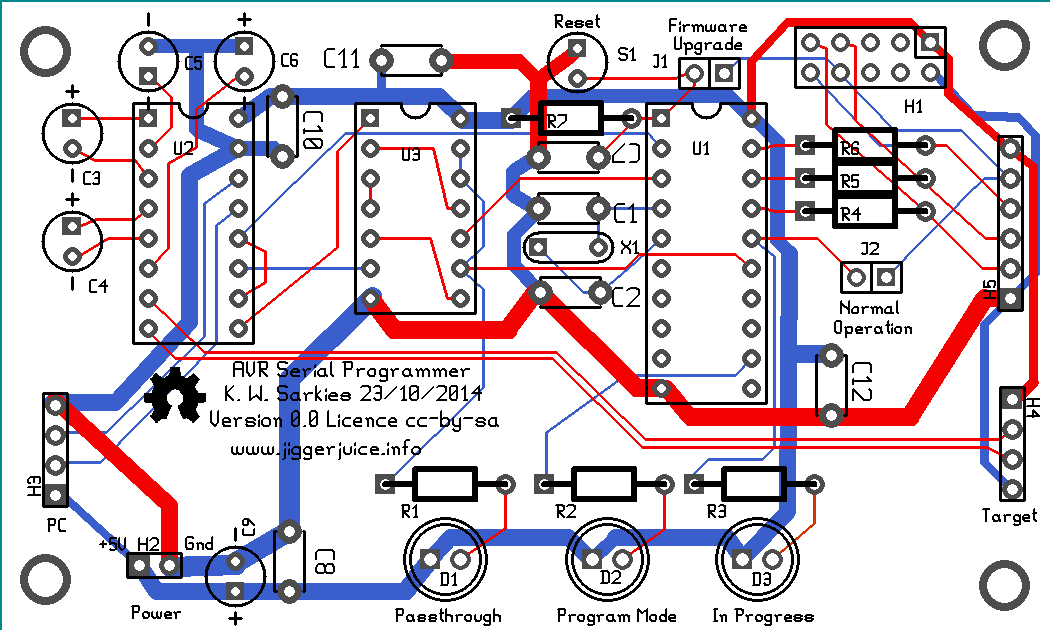 Reset
Firmware
Upgrade
C5
C6
C11
S1
J1
H1
C10
U2
U3
R7
U1
C7
R6
R5
R4
C3
C1
X1
C4
C2
J2
H5
Normal
Operation
AVR Serial Programmer
K. W. Sarkies 23/10/2014
Version 0.0 Licence cc-by-sa
www.jiggerjuice.info
C12
H4
H3
PC
R1
R2
R3
Target
+5V H2 Gnd
C9
C8
D1
D2
D3
Power
Passthrough
Program Mode
In Progress